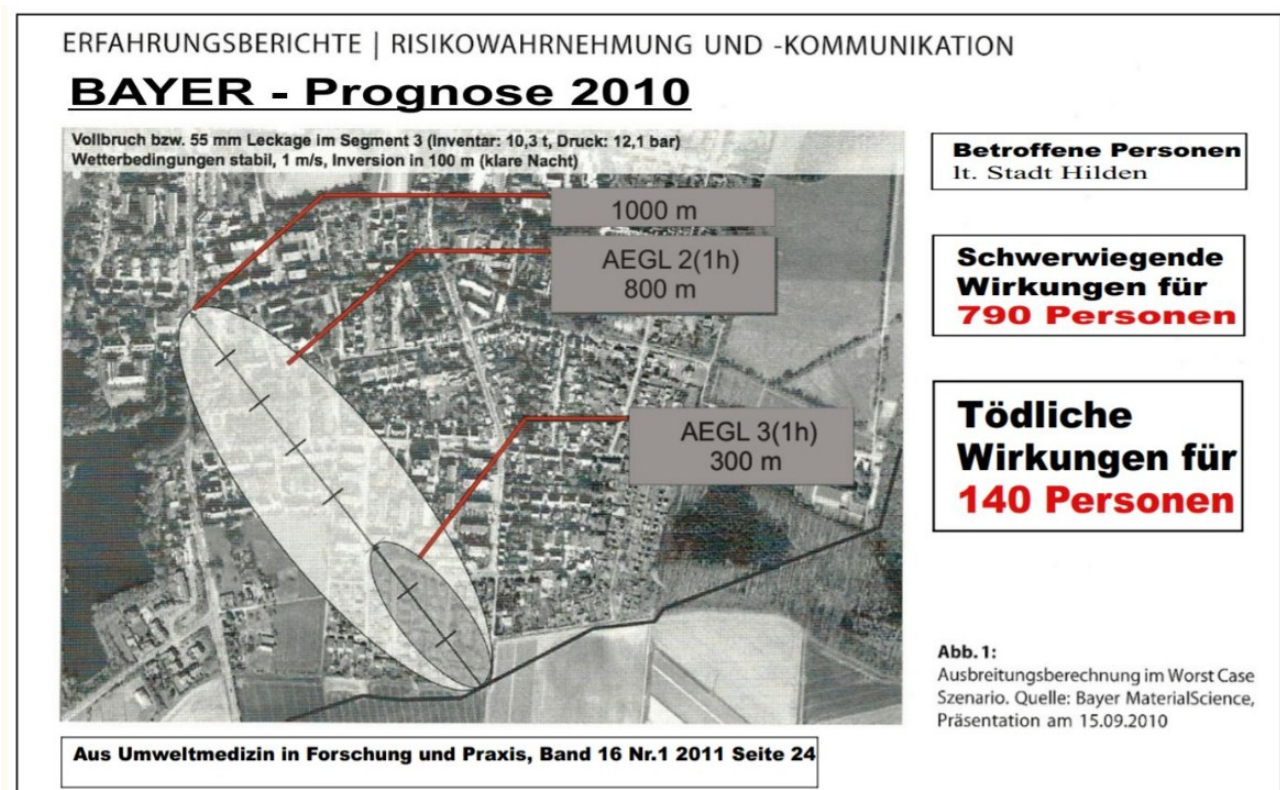 ERFAHRUNGSBERICHTE | RISIKOWAHRNEHMUNG UND -KOMMUNIKATION
BAYER - Prognose 2010
Vollbruch bzw. 55 mm Leckage im Segment 3 (Inventar: 10,3 t, Druck: 12,1 bar)
Wetterbedingungen stabil, 1 m/s, Inversion in 100 m (klare Nacht)
1000 m
AEGL 2(1h)
800 m
AEGL 3(1h)
300 m
Betroffene Personen
lt. Stadt Hilden
Schwerwiegende
Wirkungen für
790 Personen
Tödliche
Wirkungen für
140 Personen
Abb. 1:
Ausbreitungsberechnung im Worst Case
Szenario. Quelle: Bayer MaterialScience,
Präsentation am 15.09.2010
Aus Umweltmedizin in Forschung und Praxis, Band 16 Nr.1 2011 Seite 24